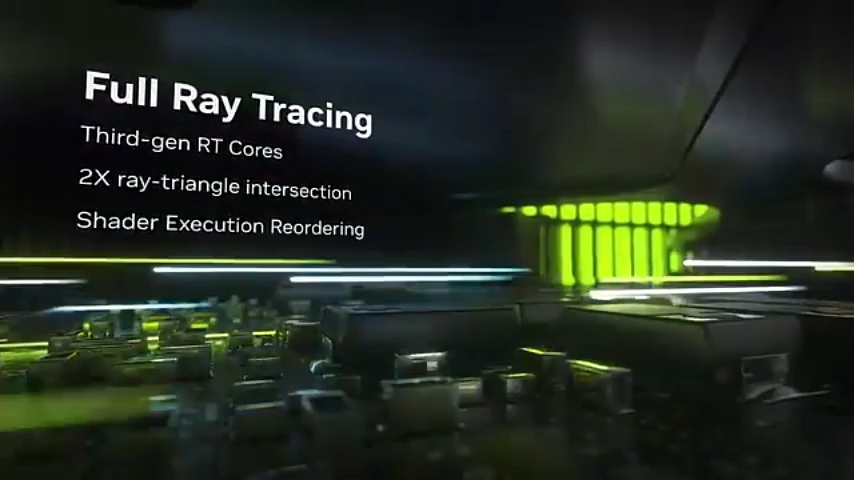 Full Ray Tracing
Third-gen RT Cores
2X ray-triangle intersection
Shader Execution Reordering